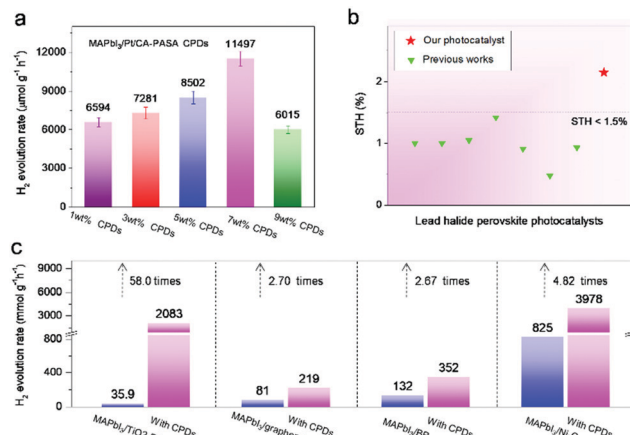 a
MAPbI3/Pt/CA-PASA CPDs
H2 evolution rate (μmol g-1h-1)
12000
9000
6000
3000
0
6594
7281
8502
11497
6015
1wt% CPDs
3wt% CPDs
5wt% CPDs
7wt% CPDs
9wt% CPDs
b
Our photocatalyst
Previous works
STH (%)
2
1
0
STH < 1.5%
Lead halide perovskite photocatalysts
c
H2 evolution rate (mmol g-1h-1)
9000
6000
3000
800
400
0
58.0 times
2.70 times
2.67 times
4.82 times
35.9
2083
81
219
132
352
825
3978
With CPDs
With CPDs
With CPDs
With CPDs